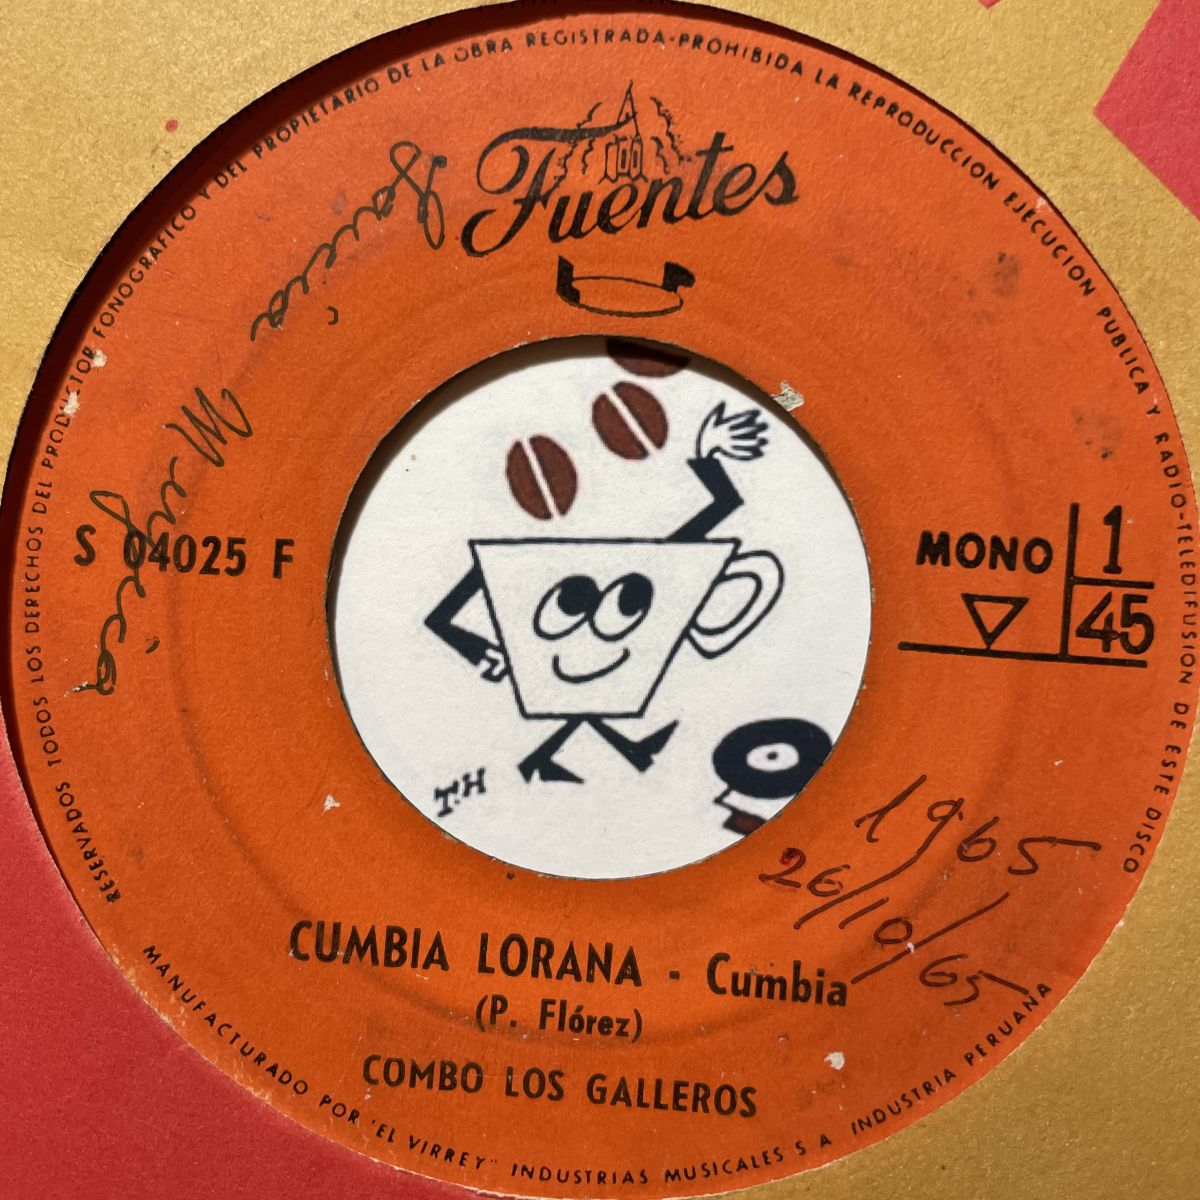 RESERVADOS TODOS LOS DERECHOS DEL PRODUCTOR FONOGRAFICO Y DEL PROPIETARIO DE LA OBRA REGISTRADA-PROHIBIDA LA REPRODUCCION EJECUCION PUBLICA Y RADIO-TELEDIFUSION DE ESTE DISCO
Fuentes
S 04025 F
MONO
1
45
T.H
1965
26/10/65
CUMBIA LORANA - Cumbia
(P. Flórez)
COMBO LOS GALLEROS
MANUFACTURADO POR "EL VIRREY" INDUSTRIAS MUSICALES S A INDUSTRIA PERUANA